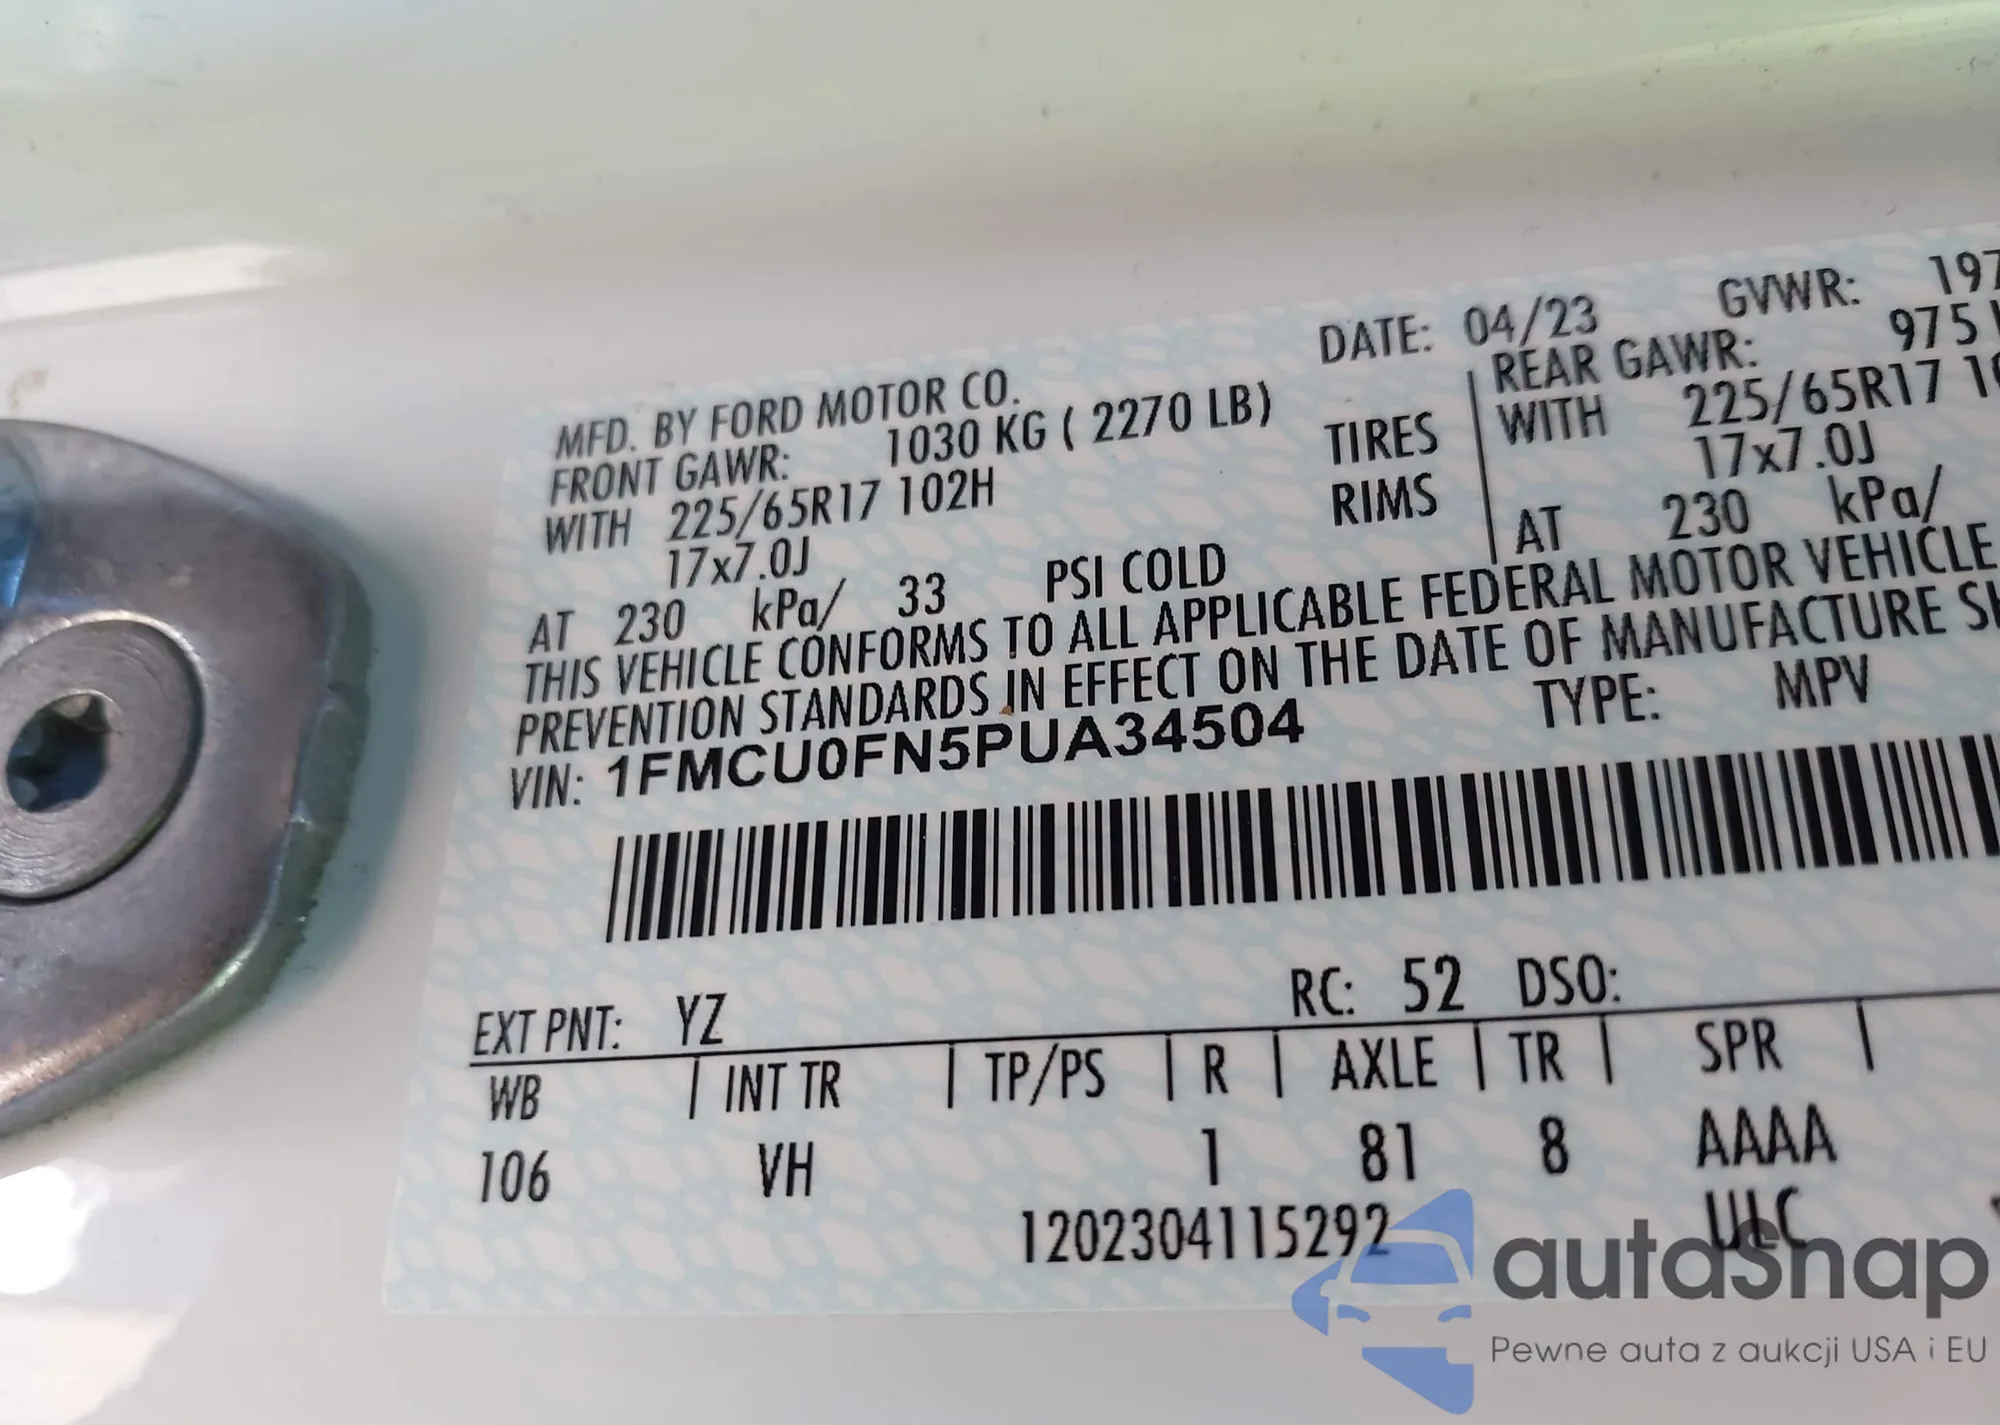 DATE: 04/23 GVWR: 197
MFD. BY FORD MOTOR CO.
FRONT GAWR: 1030 KG ( 2270 LB) REAR GAWR: 975
WITH 225/65R17 102H TIRES WITH 225/65R17
17x7.0J RIMS 17x7.0J
AT 230 kPa/ 33 PSI COLD AT 230 kPa/
THIS VEHICLE CONFORMS TO ALL APPLICABLE FEDERAL MOTOR VEHICLE
PREVENTION STANDARDS IN EFFECT ON THE DATE OF MANUFACTURE
VIN: 1FMCU0FN5PUA34504 TYPE: MPV
EXT PNT: YZ RC: 52 DSO:
WB | INT TR | TP/PS | R | AXLE | TR | SPR |
106 VH 1 81 8 AAAA
1202304115292 ULC
autosnap
Pewne auta z aukcji USA i EU